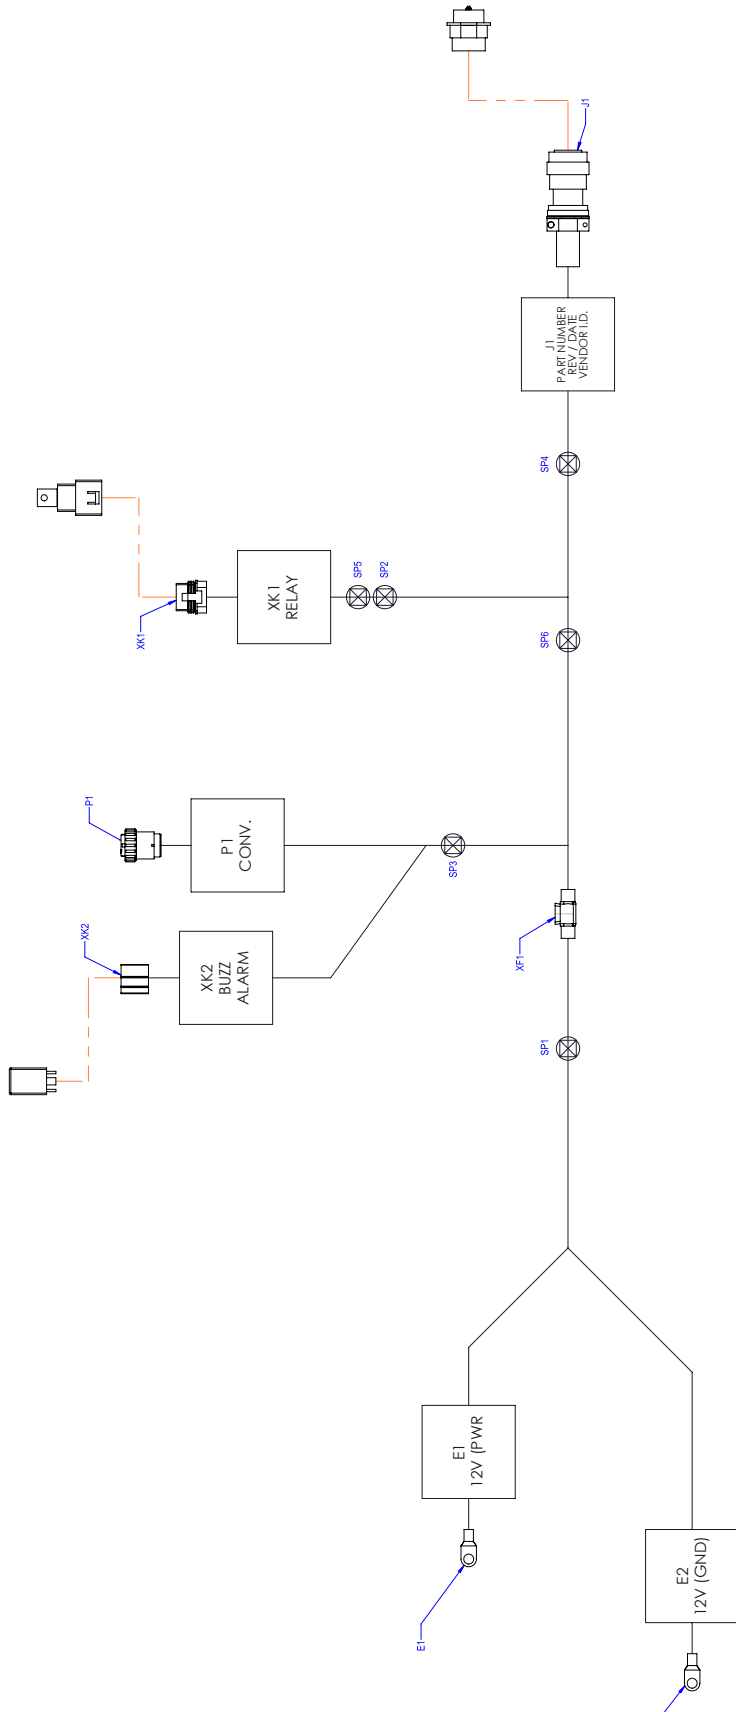 J1
J1
PART NUMBER
REV / DATE
VENDOR I.D.
SP4
SP5
SP2
XK1
RELAY
XK1
SP6
P1
P1
CONV.
SP3
XK2
XK2
BUZZ
ALARM
XF1
SP1
E1
12V (PWR
E1
E2
12V (GND)